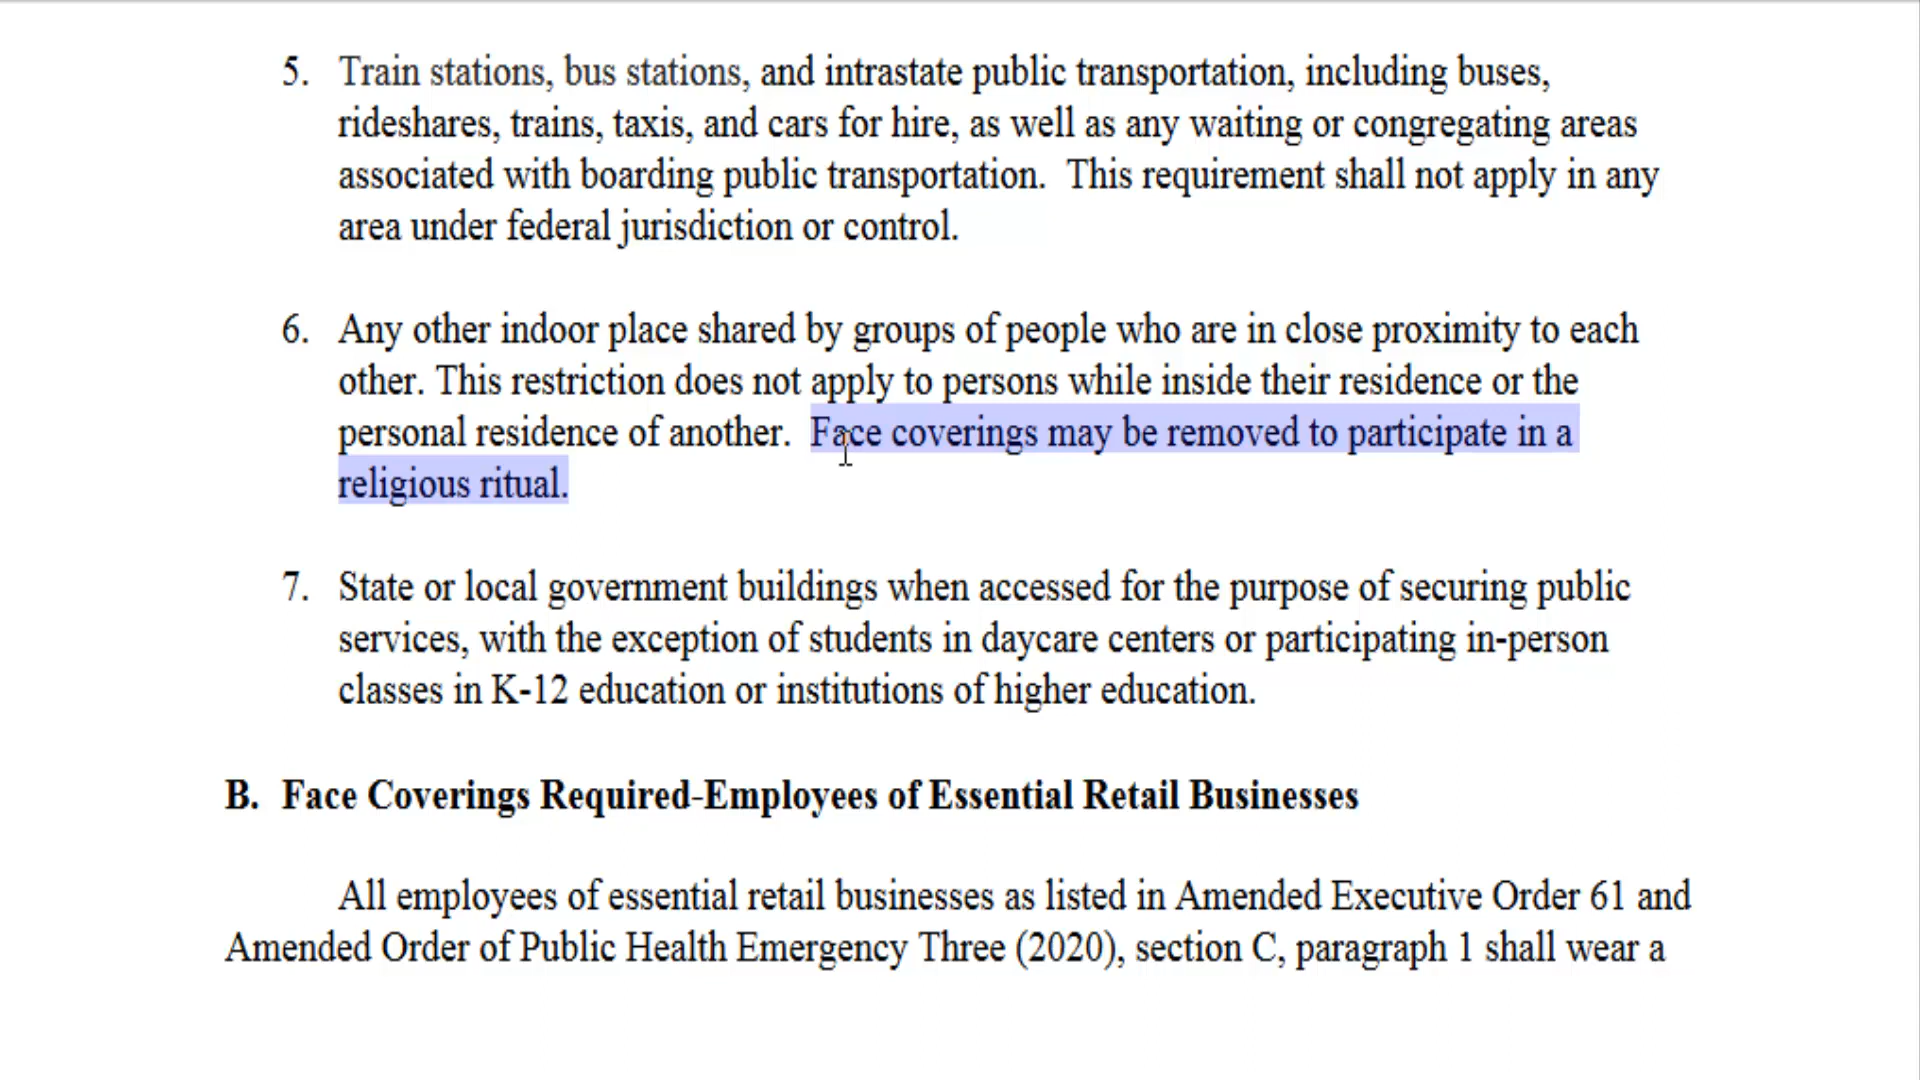 5. Train stations, bus stations, and intrastate public transportation, including buses,
rideshares, trains, taxis, and cars for hire, as well as any waiting or congregating areas
associated with boarding public transportation.  This requirement shall not apply in any
area under federal jurisdiction or control.
6. Any other indoor place shared by groups of people who are in close proximity to each
other. This restriction does not apply to persons while inside their residence or the
personal residence of another.  Face coverings may be removed to participate in a
religious ritual.
7. State or local government buildings when accessed for the purpose of securing public
services, with the exception of students in daycare centers or participating in-person
classes in K-12 education or institutions of higher education.
B. Face Coverings Required-Employees of Essential Retail Businesses
All employees of essential retail businesses as listed in Amended Executive Order 61 and
Amended Order of Public Health Emergency Three (2020), section C, paragraph 1 shall wear a